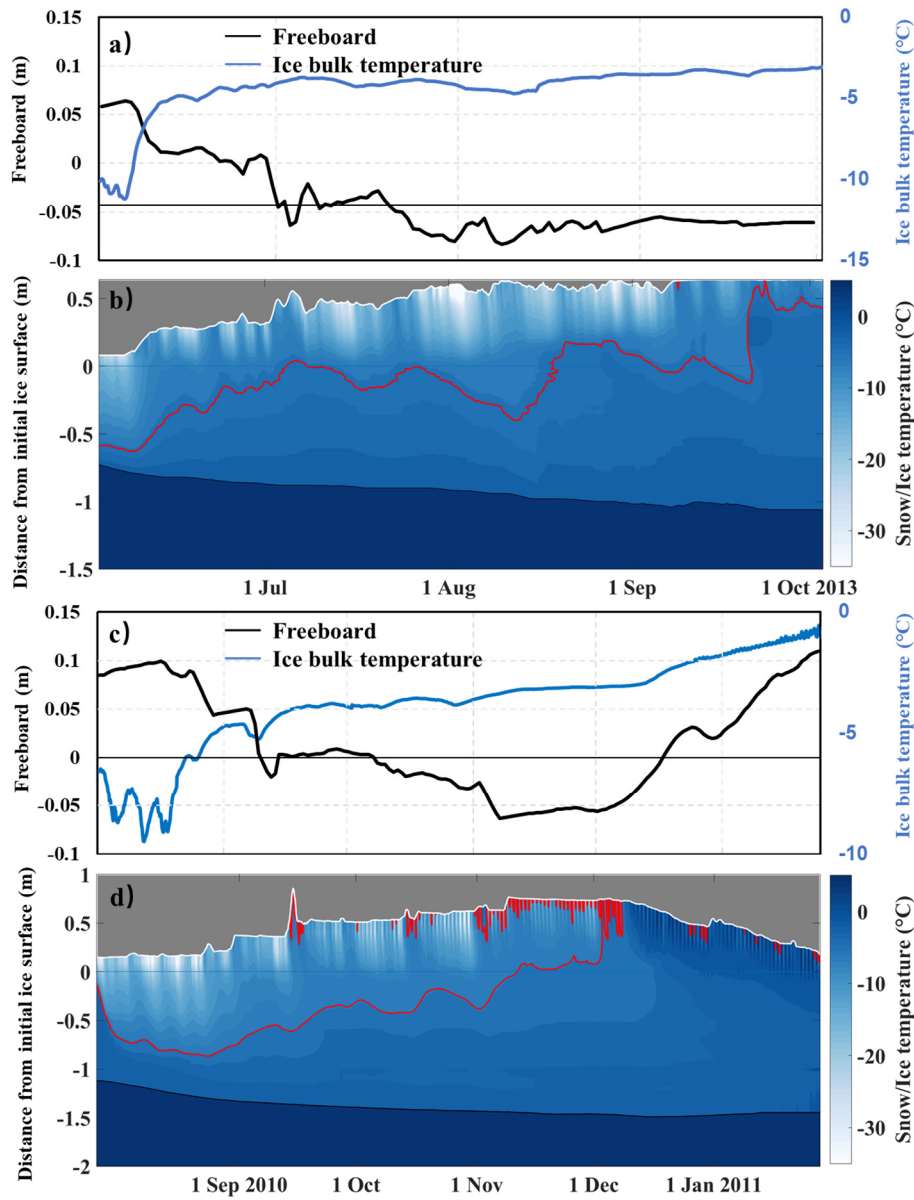 a)
Freeboard
Ice bulk temperature
0.15
0.1
0.05
0
-0.05
-0.1
Freeboard (m)
0
-5
-10
-15
Ice bulk temperature (°C)
b)
0.5
0
-0.5
-1
-1.5
Distance from initial ice surface (m)
1 Jul
1 Aug
1 Sep
1 Oct 2013
0
-10
-20
-30
Snow/Ice temperature (°C)
c)
Freeboard
Ice bulk temperature
0.15
0.1
0.05
0
-0.05
-0.1
Freeboard (m)
0
-5
-10
Ice bulk temperature (°C)
d)
1
0.5
0
-0.5
-1
-1.5
-2
Distance from initial ice surface (m)
1 Sep 2010
1 Oct
1 Nov
1 Dec
1 Jan 2011
0
-10
-20
-30
Snow/Ice temperature (°C)